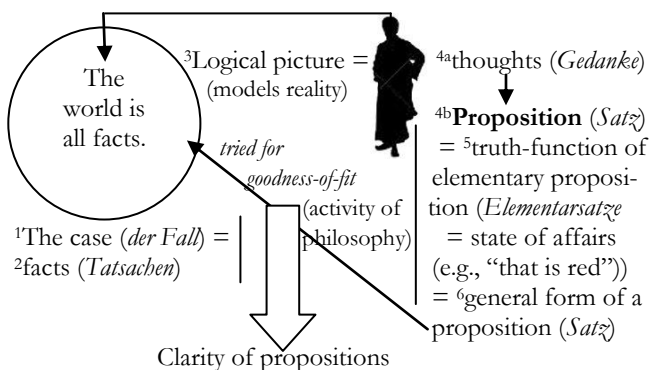 The
world is
all facts.
³Logical picture =
(models reality)
⁴ᵃthoughts (Gedanke)
⁴ᵇProposition (Satz)
= ⁵truth-function of
elementary proposi-
tion (Elementarsatze
= state of affairs
(e.g., “that is red”))
= ⁶general form of a
proposition (Satz)
tried for
goodness-of-fit
(activity of
philosophy)
¹The case (der Fall) =
²facts (Tatsachen)
Clarity of propositions